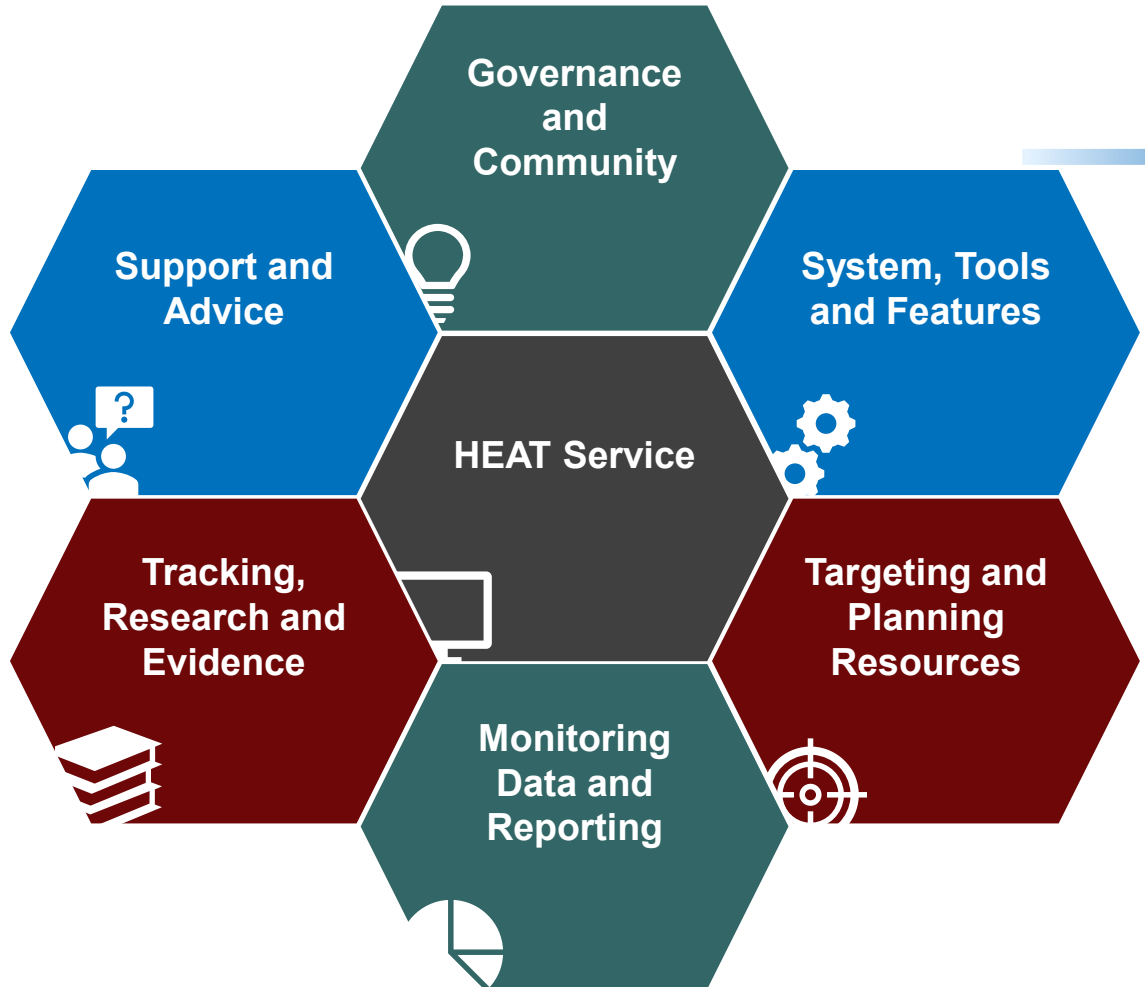 Governance
and
Community
Support and
Advice
System, Tools
and Features
?
HEAT Service
Tracking,
Research and
Evidence
Targeting and
Planning
Resources
Monitoring
Data and
Reporting